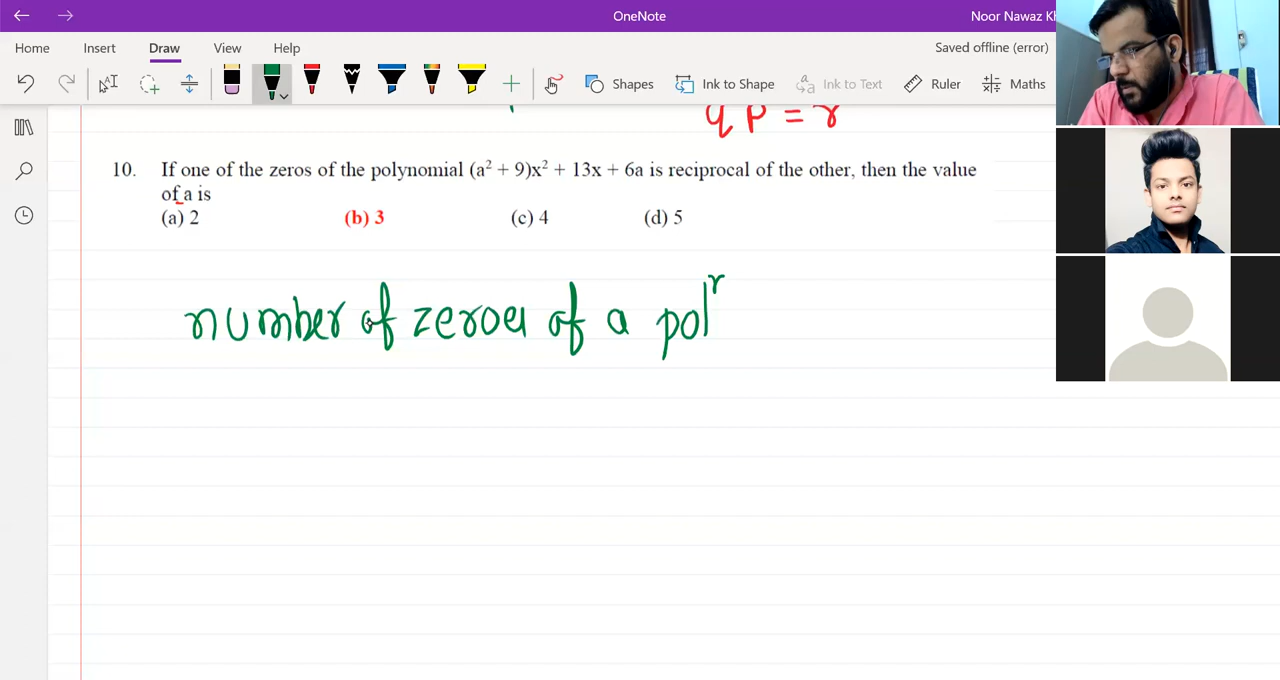 OneNote
Noor Nawaz Kh
Home Insert Draw View Help
Saved offline (error)
Shapes Ink to Shape Ink to Text Ruler Maths
q p = r
10. If one of the zeros of the polynomial (a² + 9)x² + 13x + 6a is reciprocal of the other, then the value
of a is
(a) 2 (b) 3 (c) 4 (d) 5
number of zeroes of a polʳ